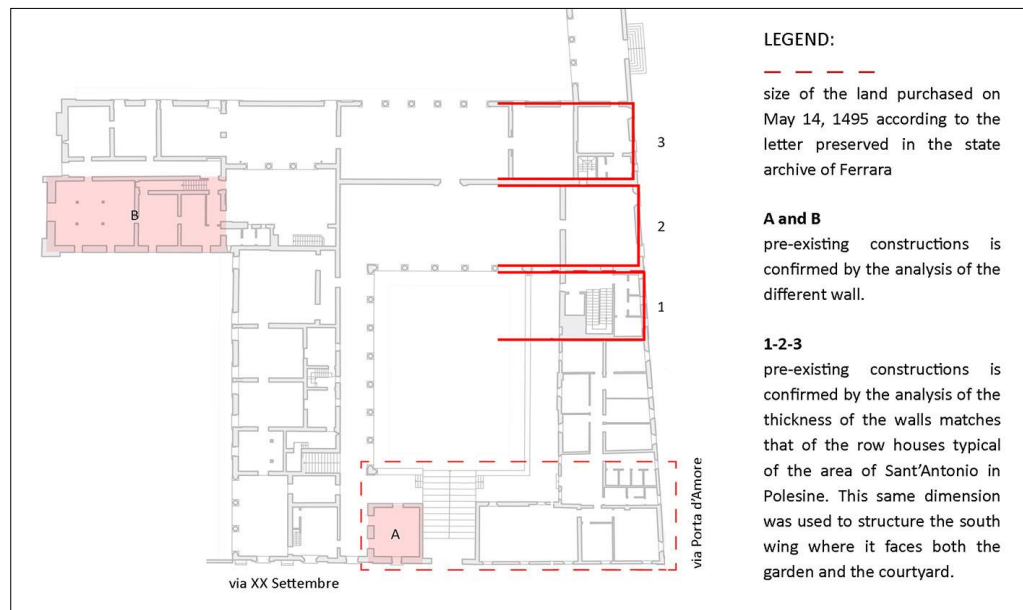 LEGEND:
size of the land purchased on
May 14, 1495 according to the
letter preserved in the state
archive of Ferrara
A and B
pre-existing constructions is
confirmed by the analysis of the
different wall.
1-2-3
pre-existing constructions is
confirmed by the analysis of the
thickness of the walls matches
that of the row houses typical
of the area of Sant'Antonio in
Polesine. This same dimension
was used to structure the south
wing where it faces both the
garden and the courtyard.
3
B
2
1
A
via Porta d'Amore
via XX Settembre